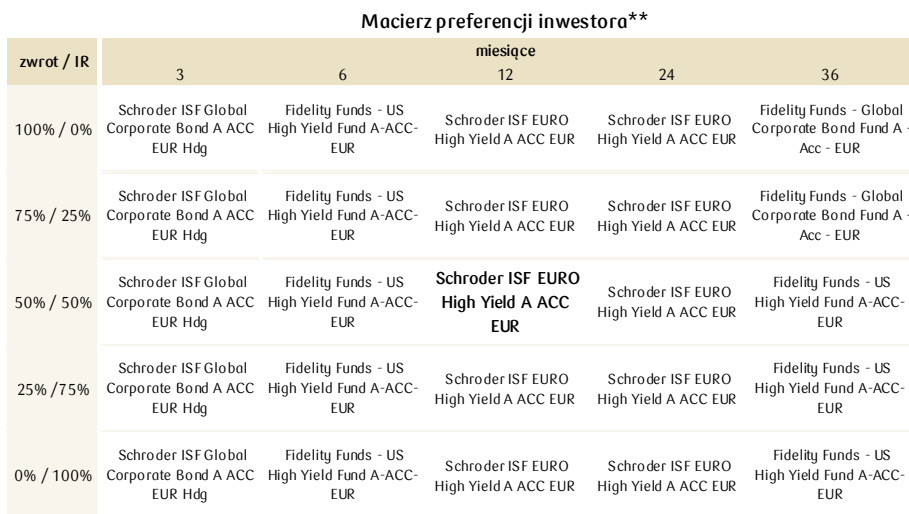 Macierz preferencji inwestora**
zwrot / IR
miesiące
3 6 12 24 36
100% / 0%
Schroder ISF Global
Corporate Bond A ACC
EUR Hdg
Fidelity Funds - US
High Yield Fund A-ACC-
EUR
Schroder ISF EURO
High Yield A ACC EUR
Schroder ISF EURO
High Yield A ACC EUR
Fidelity Funds - Global
Corporate Bond Fund A -
Acc - EUR
75% / 25%
Schroder ISF Global
Corporate Bond A ACC
EUR Hdg
Fidelity Funds - US
High Yield Fund A-ACC-
EUR
Schroder ISF EURO
High Yield A ACC EUR
Schroder ISF EURO
High Yield A ACC EUR
Fidelity Funds - Global
Corporate Bond Fund A -
Acc - EUR
50% / 50%
Schroder ISF Global
Corporate Bond A ACC
EUR Hdg
Fidelity Funds - US
High Yield Fund A-ACC-
EUR
Schroder ISF EURO
High Yield A ACC
EUR
Schroder ISF EURO
High Yield A ACC EUR
Fidelity Funds - US
High Yield Fund A-ACC-
EUR
25% /75%
Schroder ISF Global
Corporate Bond A ACC
EUR Hdg
Fidelity Funds - US
High Yield Fund A-ACC-
EUR
Schroder ISF EURO
High Yield A ACC EUR
Schroder ISF EURO
High Yield A ACC EUR
Fidelity Funds - US
High Yield Fund A-ACC-
EUR
0% / 100%
Schroder ISF Global
Corporate Bond A ACC
EUR Hdg
Fidelity Funds - US
High Yield Fund A-ACC-
EUR
Schroder ISF EURO
High Yield A ACC EUR
Schroder ISF EURO
High Yield A ACC EUR
Fidelity Funds - US
High Yield Fund A-ACC-
EUR